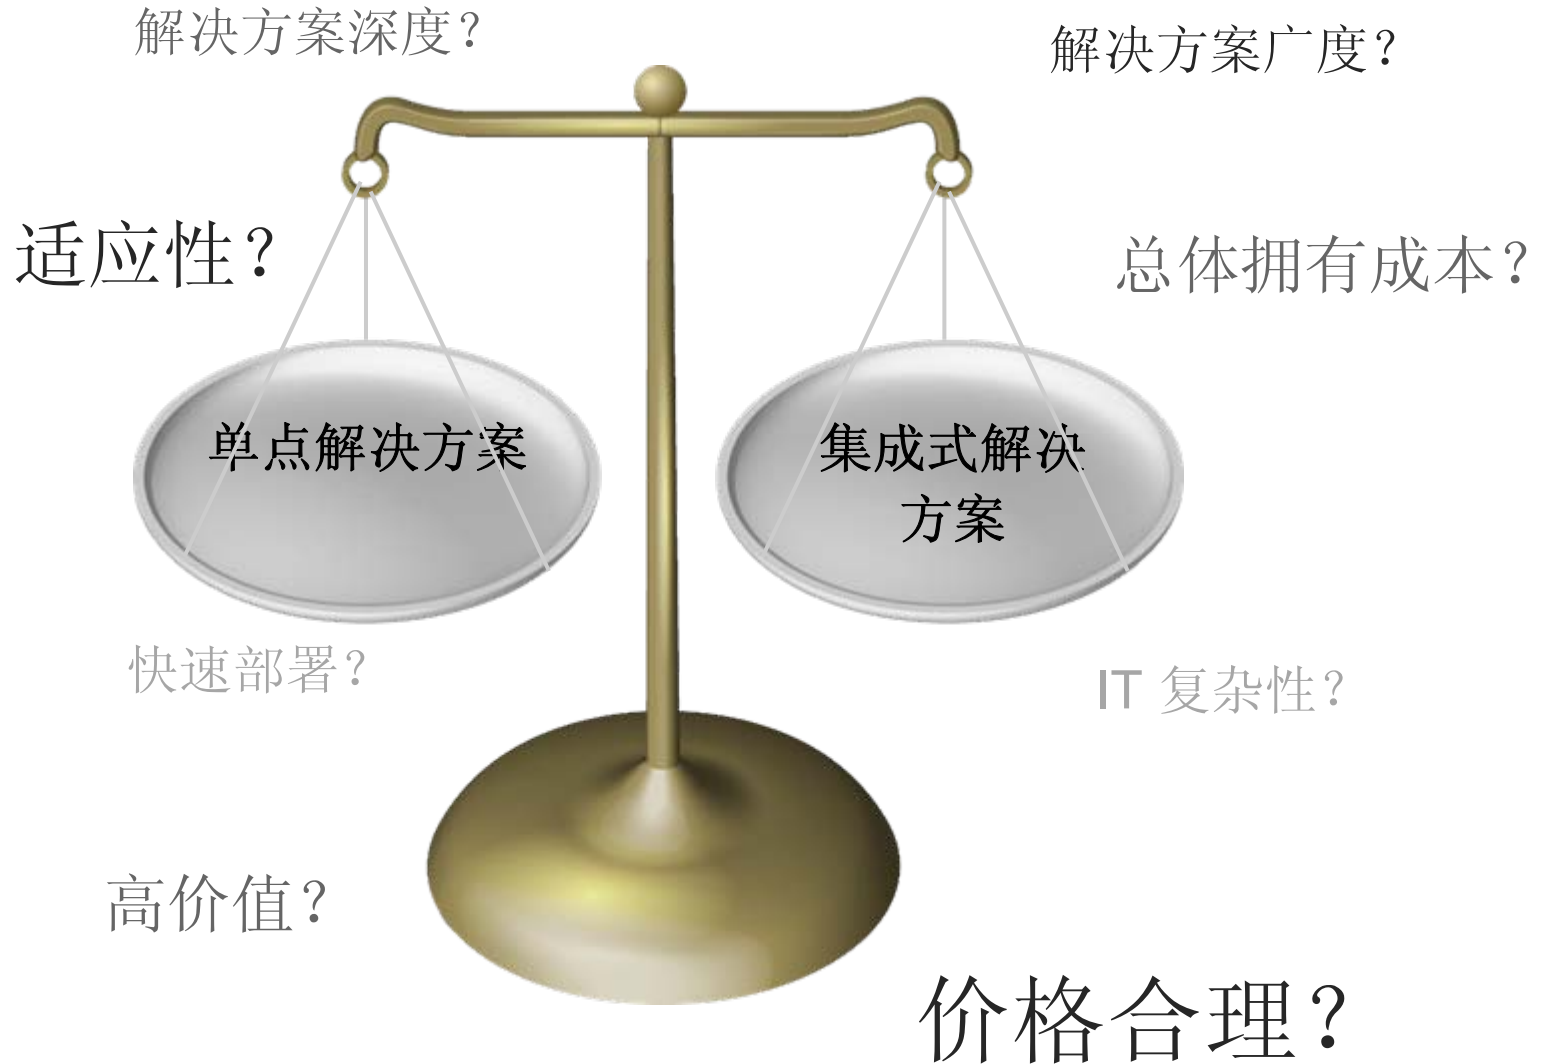 解决方案深度？
解决方案广度？
适应性？
总体拥有成本？
单点解决方案
集成式解决
方案
快速部署？
IT 复杂性？
高价值？
价格合理？